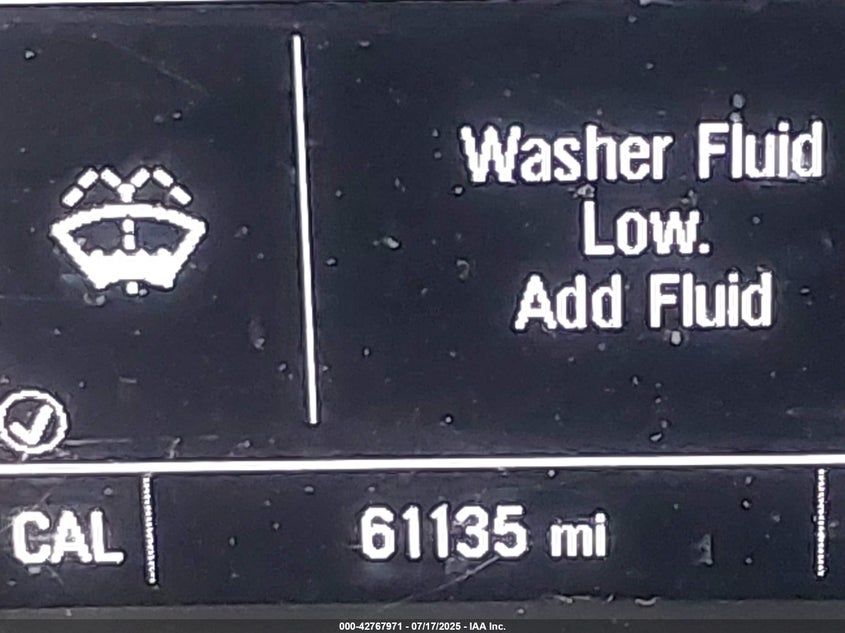 Washer Fluid
Low.
Add Fluid
CAL
61135 mi
000-42767971 - 07/17/2025 - IAA Inc.